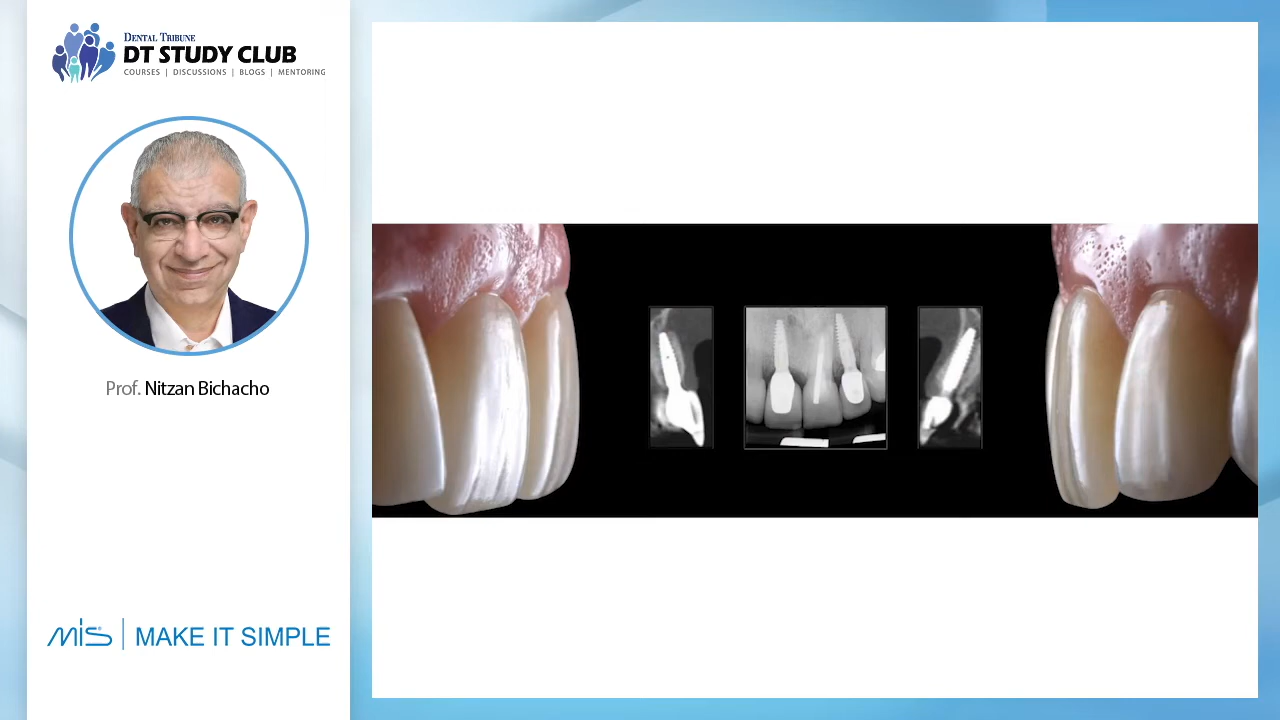 DENTAL TRIBUNE
DT STUDY CLUB
COURSES | DISCUSSIONS | BLOGS | MENTORING
Prof. Nitzan Bichacho
mis® | MAKE IT SIMPLE